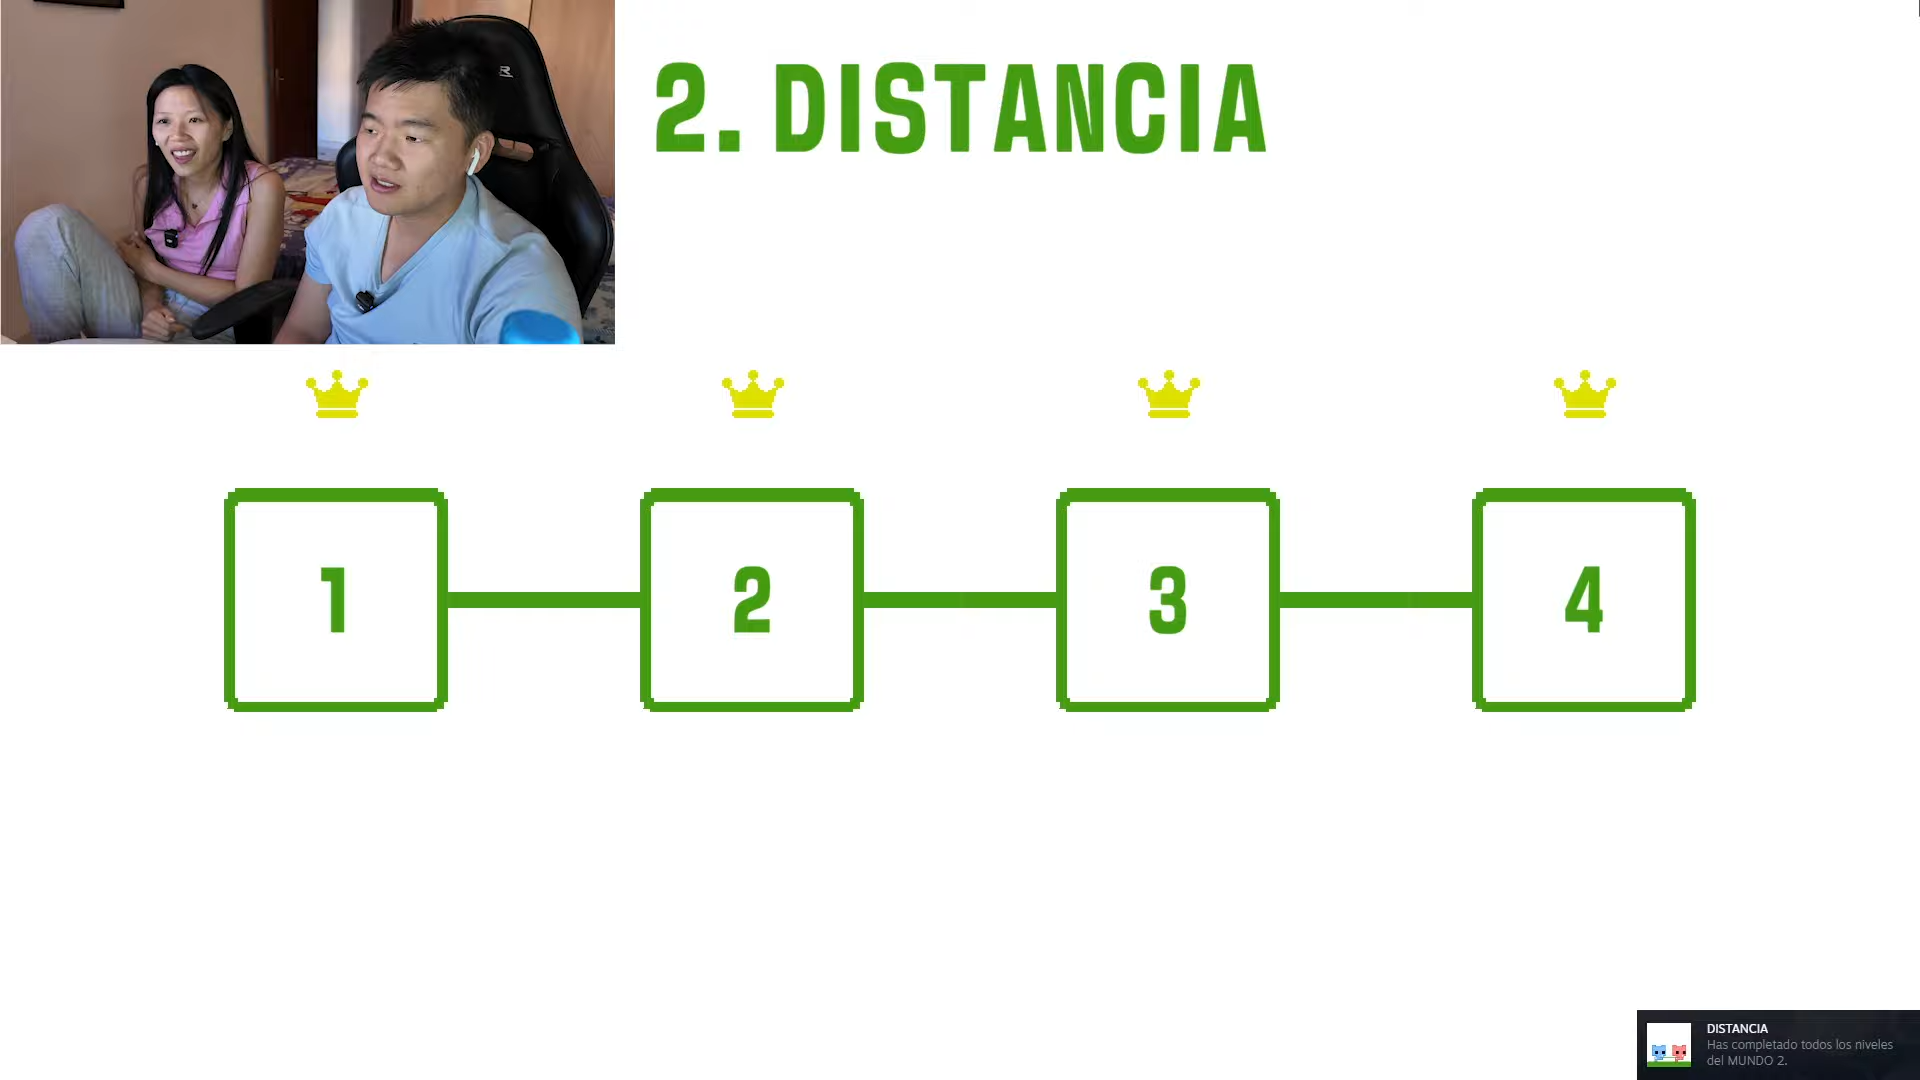 2. DISTANCIA
1
2
3
4
DISTANCIA
Has completado todos los niveles
del MUNDO 2.